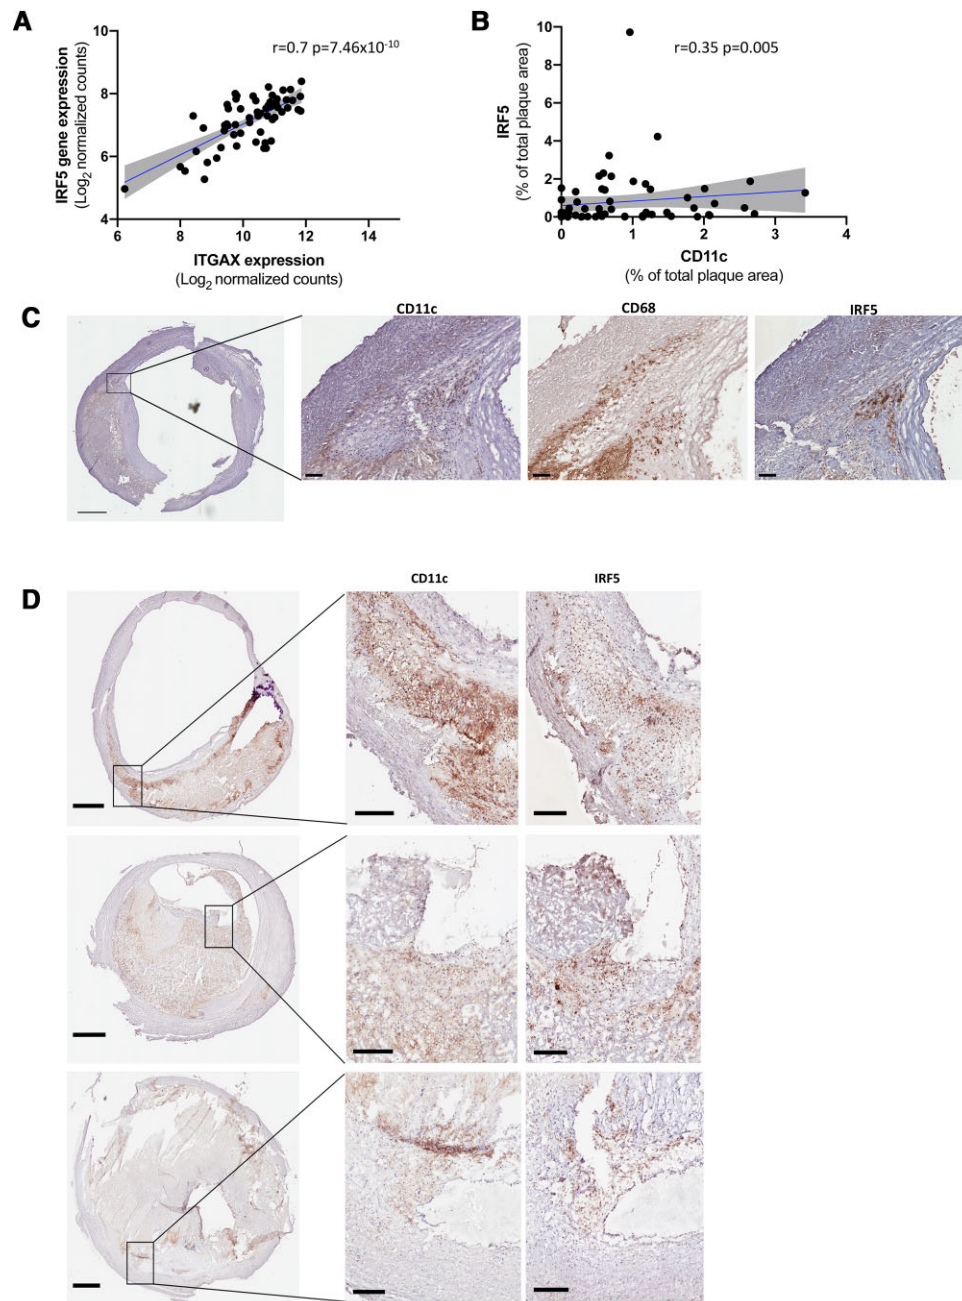 A
10
8
6
4
IRF5 gene expression
(Log₂ normalized counts)
r=0.7 p=7.46x10⁻¹⁰
6
8
10
12
14
ITGAX expression
(Log₂ normalized counts)
B
10
8
6
4
2
0
IRF5
(% of total plaque area)
r=0.35 p=0.005
0
1
2
3
4
CD11c
(% of total plaque area)
C
CD11c
CD68
IRF5
D
CD11c
IRF5